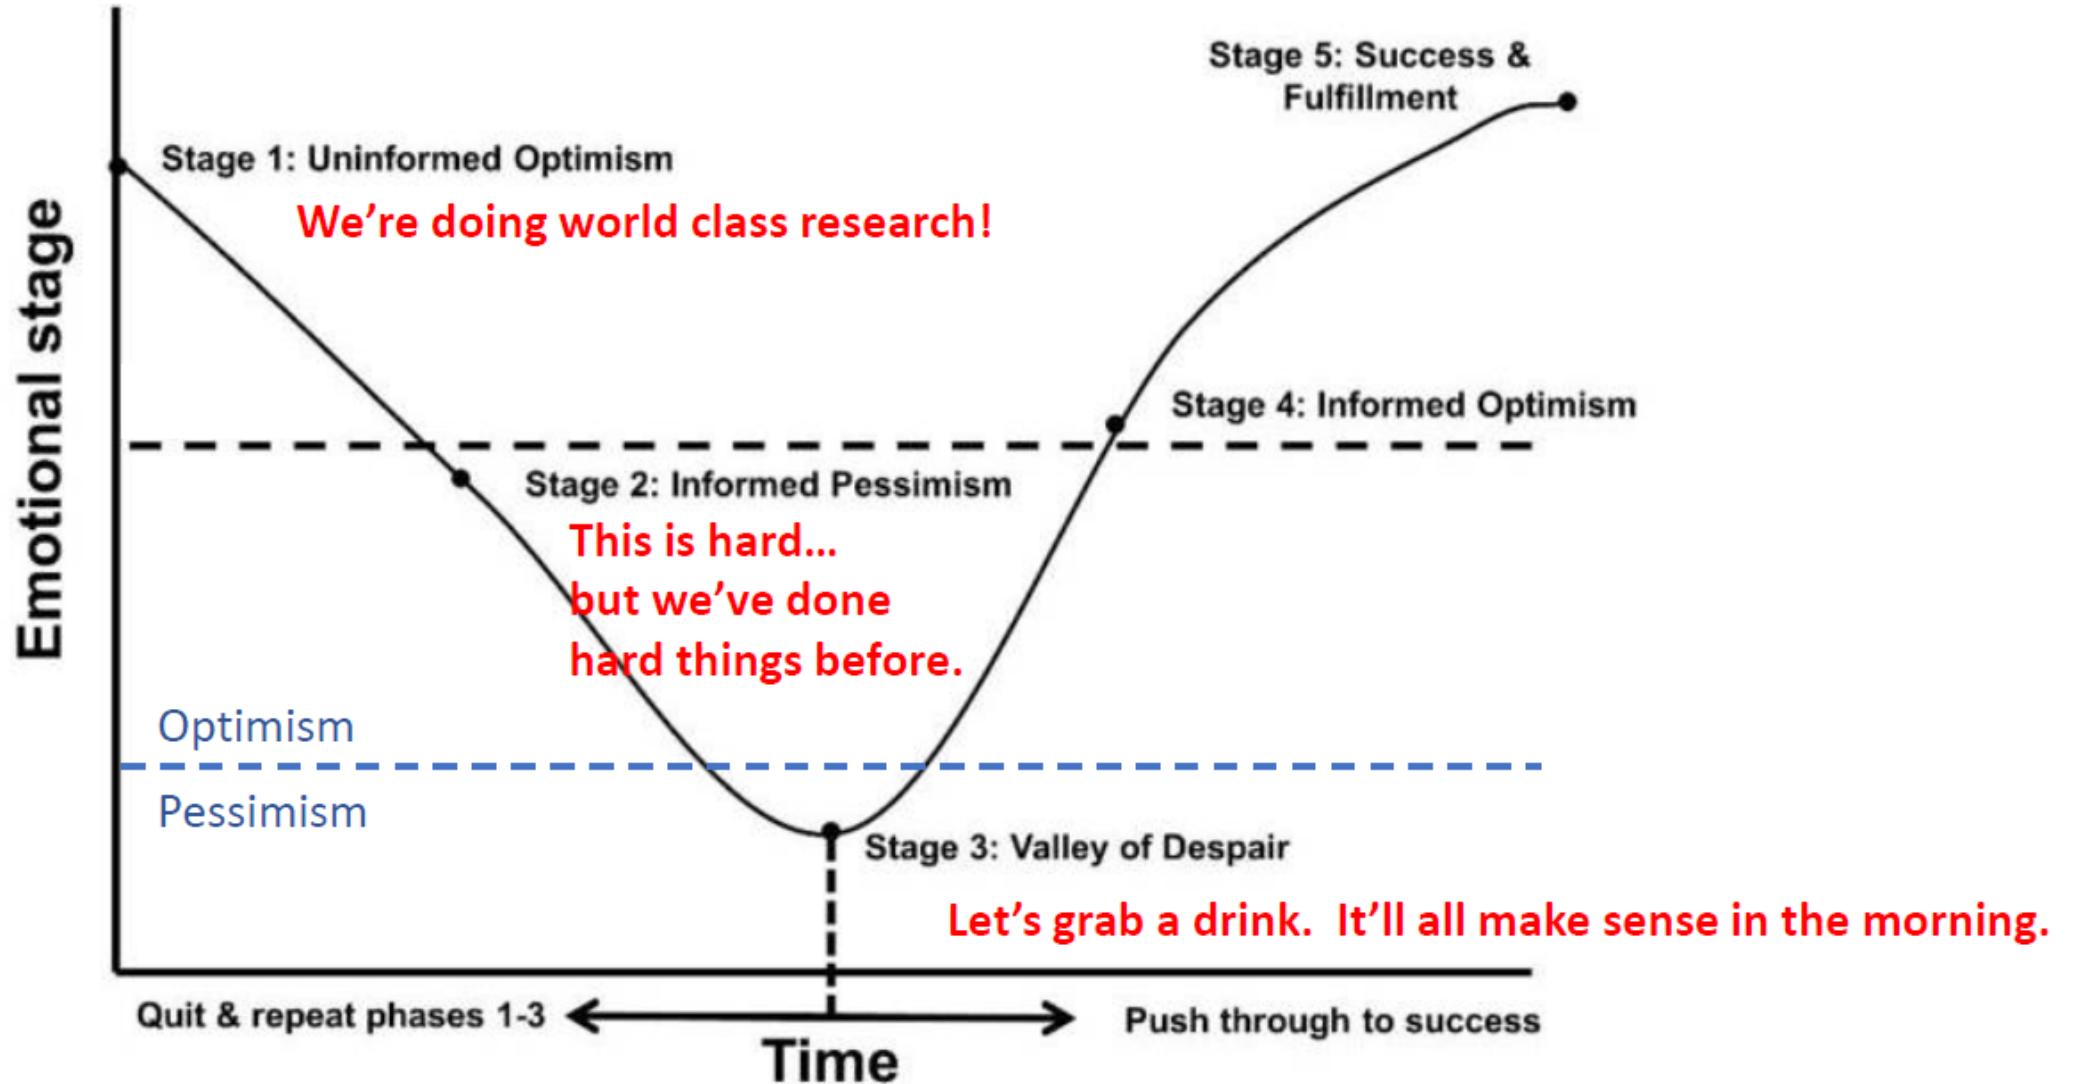 Stage 5: Success &
Fulfillment
Stage 1: Uninformed Optimism
We’re doing world class research!
Emotional stage
Stage 4: Informed Optimism
Stage 2: Informed Pessimism
This is hard...
but we’ve done
hard things before.
Optimism
Pessimism
Stage 3: Valley of Despair
Let’s grab a drink.  It’ll all make sense in the morning.
Quit & repeat phases 1-3
Push through to success
Time